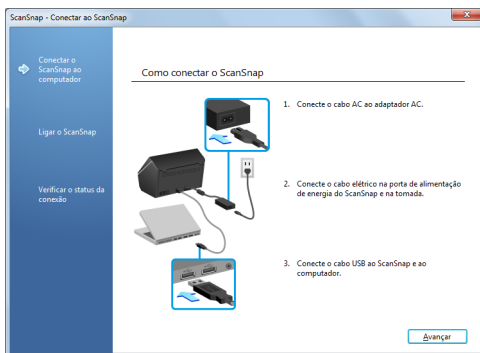 ScanSnap - Conectar ao ScanSnap
Conectar o
ScanSnap ao
computador
Ligar o ScanSnap
Verificar o status da
conexão
Como conectar o ScanSnap
1. Conecte o cabo AC ao adaptador AC.
2. Conecte o cabo elétrico na porta de alimentação
de energia do ScanSnap e na tomada.
3. Conecte o cabo USB ao ScanSnap e ao
computador.
Avançar